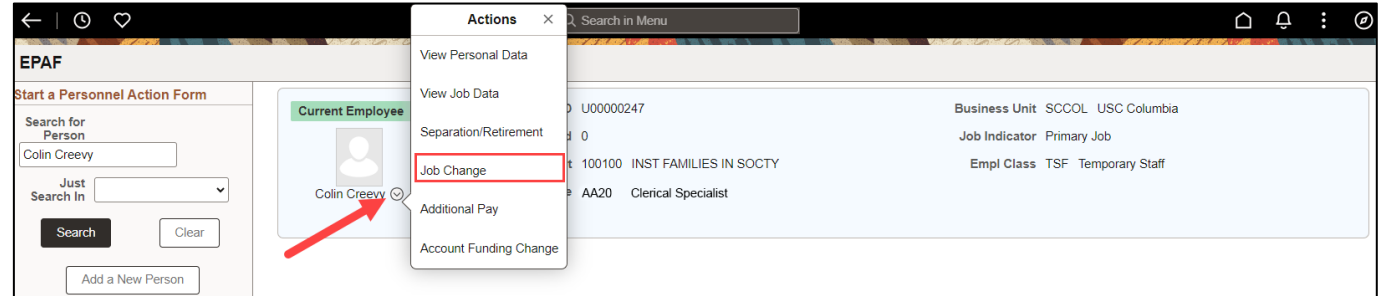 Actions
Search in Menu
EPAF
Start a Personnel Action Form
Search for
Person
Colin Creevy
Just
Search In
Search
Clear
Add a New Person
Current Employee
Colin Creevy
View Personal Data
View Job Data
Separation/Retirement
Job Change
Additional Pay
Account Funding Change
U00000247
0
100100 INST FAMILIES IN SOCTY
AA20 Clerical Specialist
Business Unit SCCOL USC Columbia
Job Indicator Primary Job
Empl Class TSF Temporary Staff